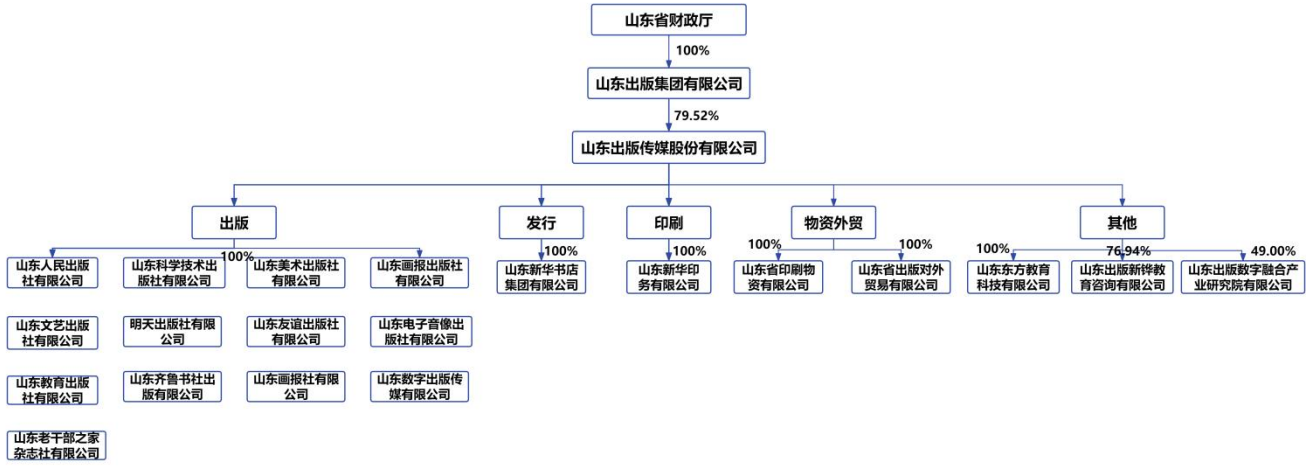 山东省财政厅
100%
山东出版集团有限公司
79.52%
山东出版传媒股份有限公司
出版
发行
印刷
物资外贸
其他
100%
100%
100%
100%
100%
100%
76.94%
49.00%
山东人民出版
社有限公司
山东科学技术出
版社有限公司
山东美术出版社
有限公司
山东画报出版社
有限公司
山东新华书店
集团有限公司
山东新华印
务有限公司
山东省印刷物
资有限公司
山东省出版对外
贸易有限公司
山东东方教育
科技有限公司
山东出版新铧教
育咨询有限公司
山东出版数字融合产
业研究院有限公司
山东文艺出版
社有限公司
明天出版社有限
公司
山东友谊出版社
有限公司
山东电子音像出
版社有限公司
山东教育出版
社有限公司
山东齐鲁书社出
版有限公司
山东画报社有限
公司
山东数字出版传
媒有限公司
山东老干部之家
杂志社有限公司